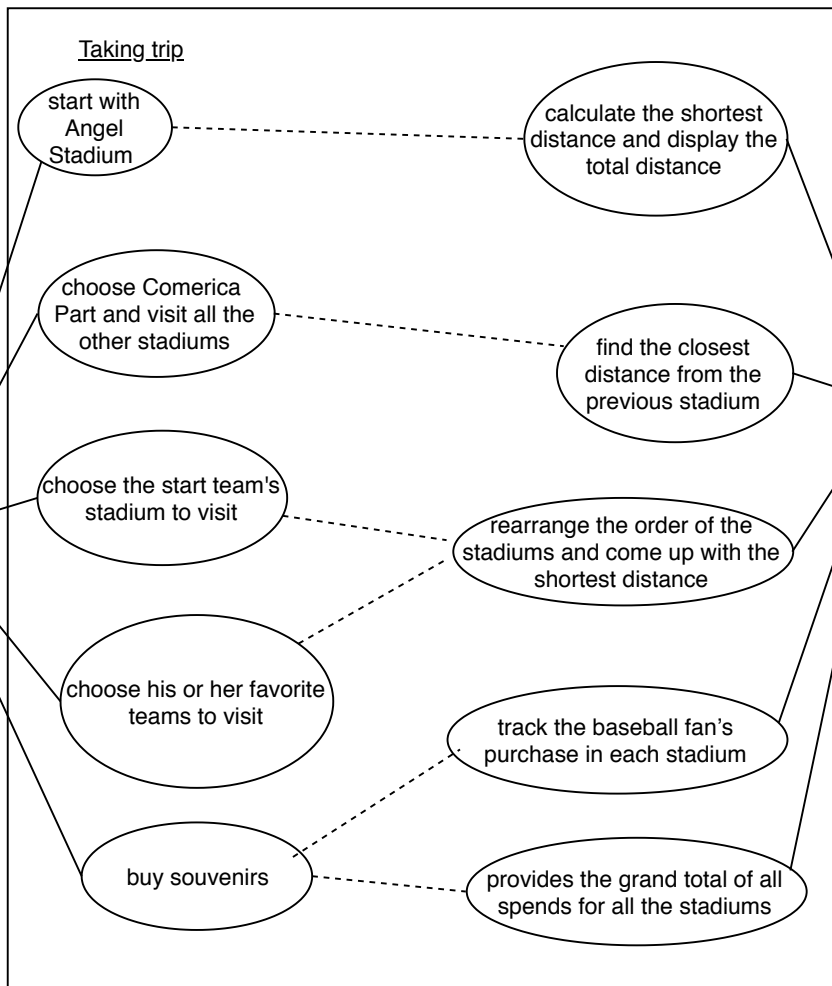 Taking trip
start with
Angel
Stadium
calculate the shortest
distance and display the
total distance
choose Comerica
Part and visit all the
other stadiums
find the closest
distance from the
previous stadium
choose the start team's
stadium to visit
rearrange the order of the
stadiums and come up with the
shortest distance
choose his or her favorite
teams to visit
track the baseball fan’s
purchase in each stadium
buy souvenirs
provides the grand total of all
spends for all the stadiums